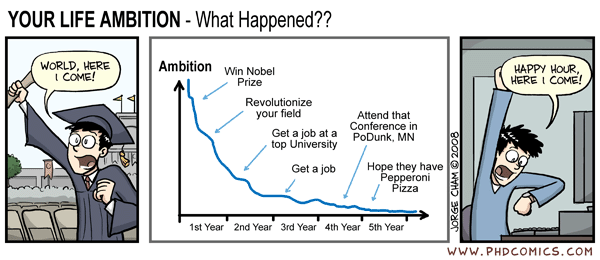 YOUR LIFE AMBITION - What Happened??
WORLD, HERE
I COME!
Ambition
Win Nobel
Prize
Revolutionize
your field
Get a job at a
top University
Get a job
Attend that
Conference in
PoDunk, MN
Hope they have
Pepperoni
Pizza
1st Year
2nd Year
3rd Year
4th Year
5th Year
JORGE CHAM © 2008
HAPPY HOUR,
HERE I COME!
WWW.PHDCOMICS.COM